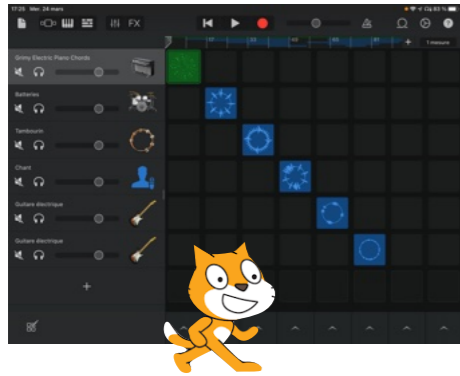 17:25 Mer. 24 mars
83 %
FX
1 mesure
Grimy Electric Piano Chords
Batteries
Tambourin
Chant
Guitare électrique
Guitare électrique